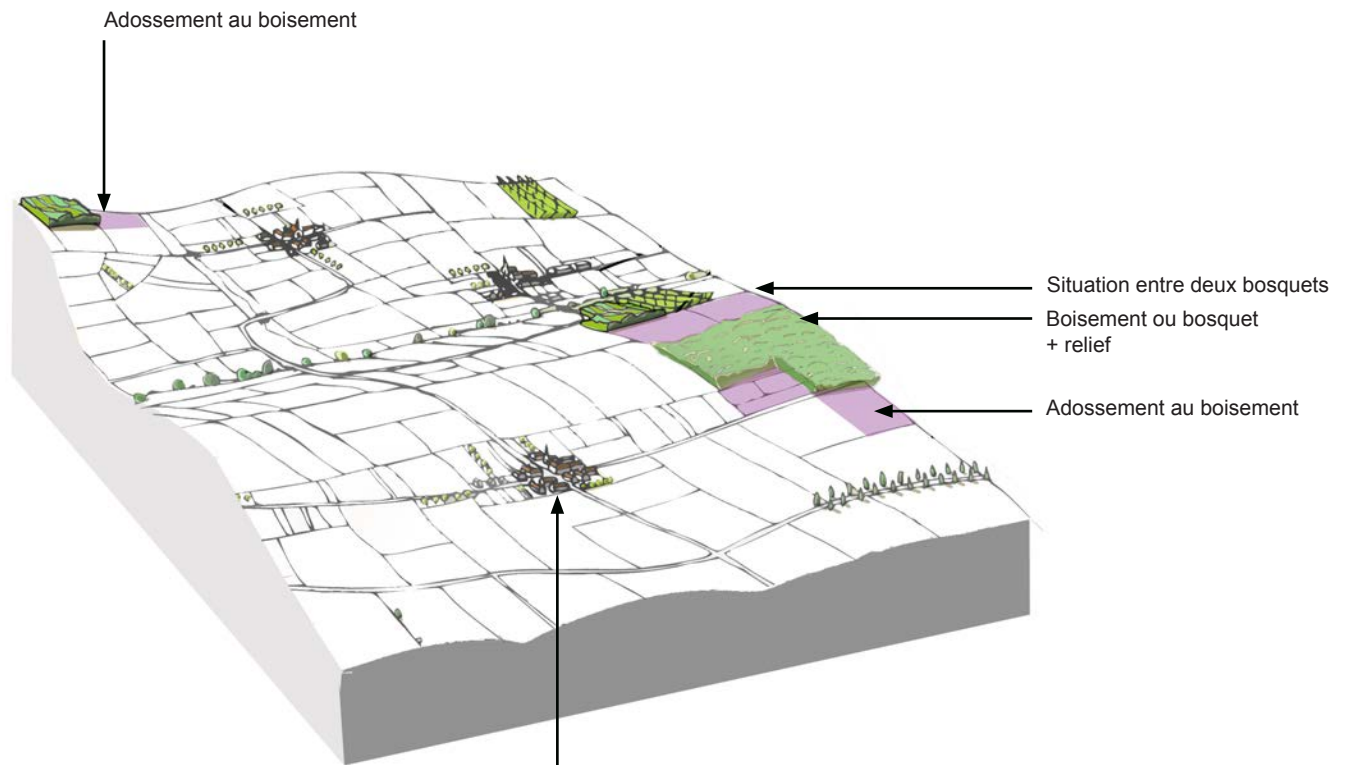 Adossement au boisement
Situation entre deux bosquets
Boisement ou bosquet
+ relief
Adossement au boisement